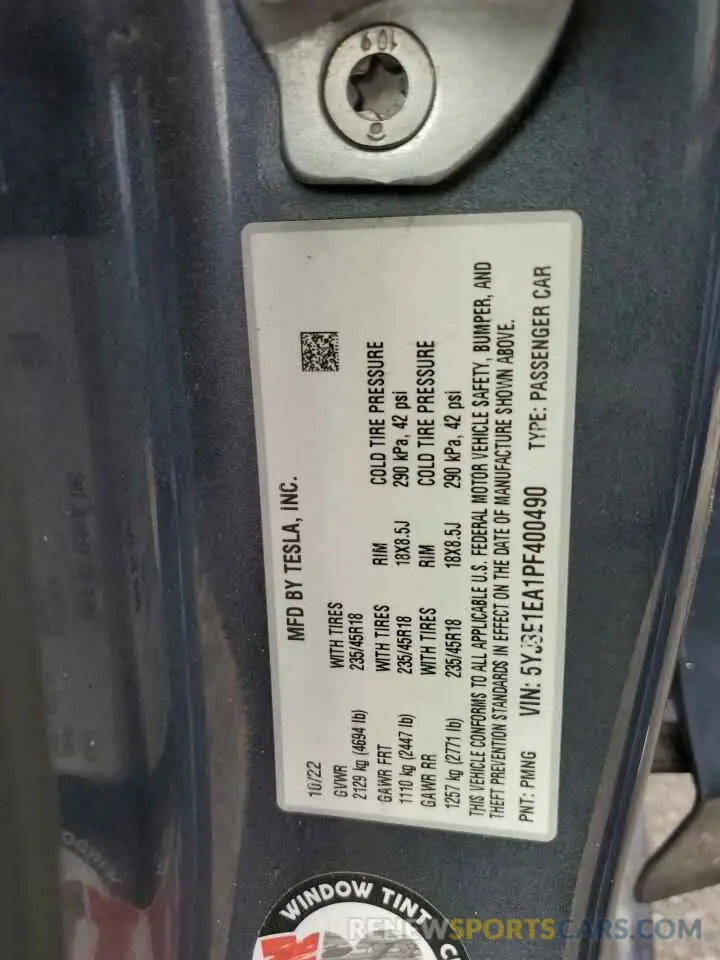 10.9
MFD BY TESLA, INC.
10/22
GVWR WITH TIRES
2129 kg (4694 lb) 235/45R18
GAWR FRT WITH TIRES RIM COLD TIRE PRESSURE
1110 kg (2447 lb) 235/45R18 18X8.5J 290 kPa, 42 psi
GAWR RR WITH TIRES RIM COLD TIRE PRESSURE
1257 kg (2771 lb) 235/45R18 18X8.5J 290 kPa, 42 psi
THIS VEHICLE CONFORMS TO ALL APPLICABLE U.S. FEDERAL MOTOR VEHICLE SAFETY, BUMPER, AND
THEFT PREVENTION STANDARDS IN EFFECT ON THE DATE OF MANUFACTURE SHOWN ABOVE.
PNT: PMNG VIN: 5YJ3E1EA1PF400490 TYPE: PASSENGER CAR
WINDOW TINT
RENEWSPORTSCARS.COM